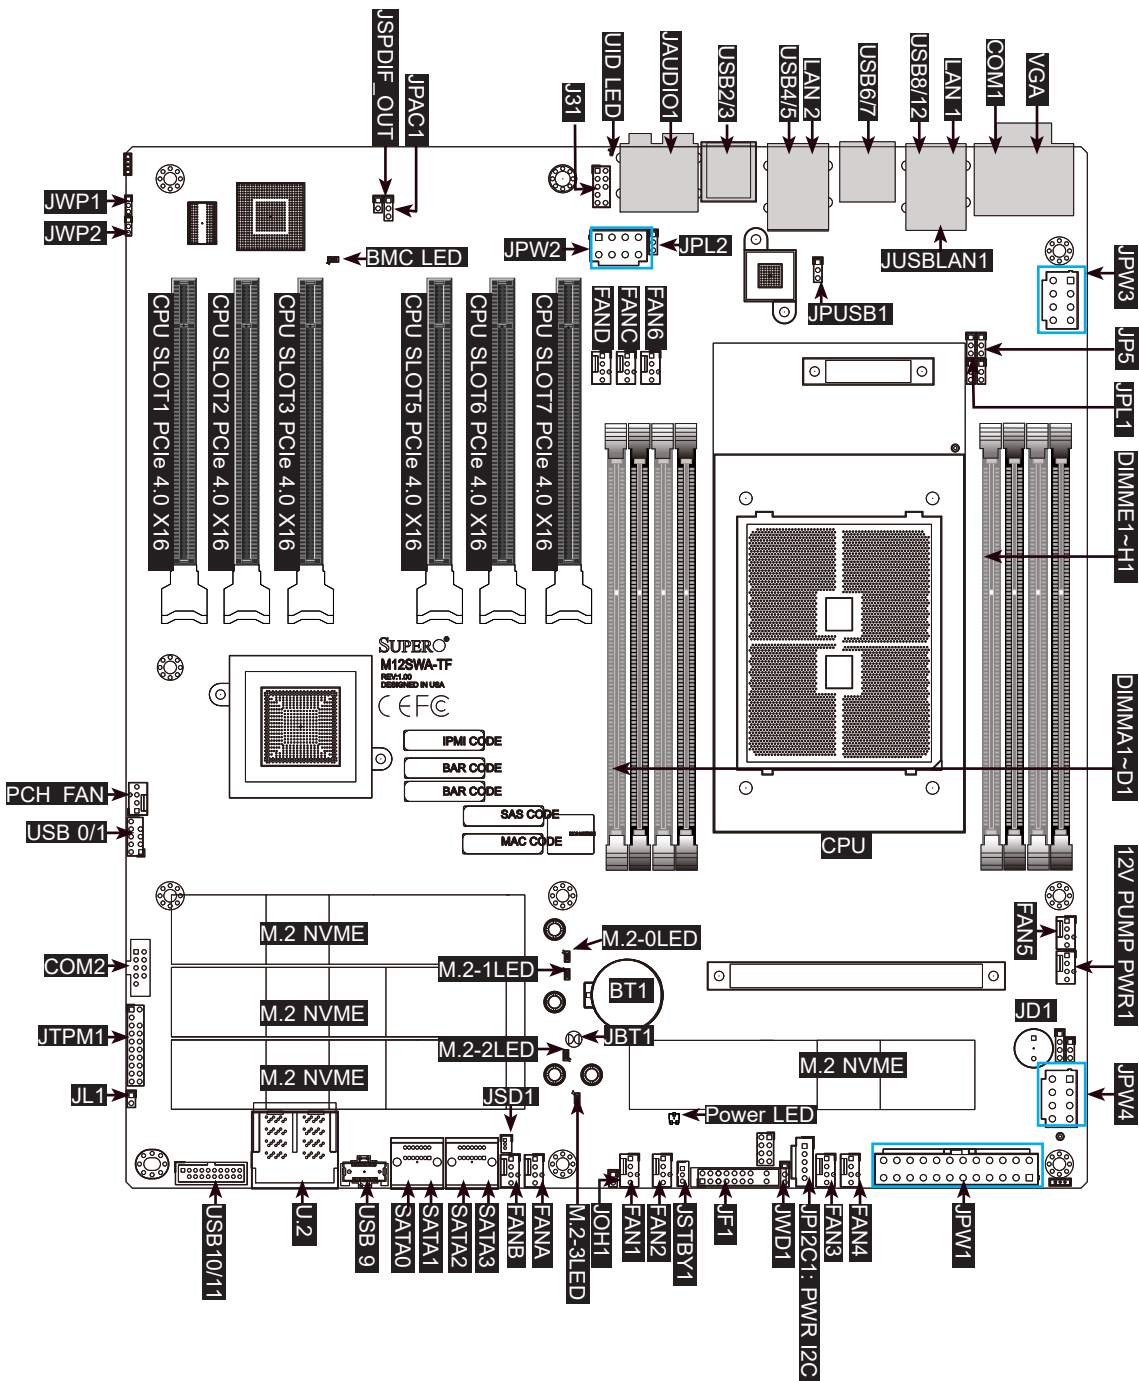 JSPDIF
_OUT
JPAC1
J31
UID LED
JAUDIO1
USB2/3
USB4/5
LAN 2
USB6/7
USB8/12
LAN 1
COM1
VGA
JWP1
JWP2
BMC LED
JPW2
JPL2
JUSBLAN1
JPUSB1
JPW3
JP5
JPL1
FAND
FANC
FAN6
CPU SLOT1 PCIe 4.0 X16
CPU SLOT2 PCIe 4.0 X16
CPU SLOT3 PCIe 4.0 X16
CPU SLOT5 PCIe 4.0 X16
CPU SLOT6 PCIe 4.0 X16
CPU SLOT7 PCIe 4.0 X16
DIMME1~H1
DIMMA1~D1
SUPERO®
M12SWA-TF
REV:1.00
DESIGNED IN USA
CE FC
IPMI CODE
BAR CODE
BAR CODE
SAS CODE
MAC CODE
CPU
PCH FAN
USB 0/1
COM2
JTPM1
JL1
M.2 NVME
M.2 NVME
M.2 NVME
M.2-0LED
M.2-1LED
BT1
JBT1
M.2-2LED
JSD1
M.2 NVME
Power LED
FAN5
12V PUMP PWR1
JD1
JPW4
USB10/11
U.2
USB 9
SATA0
SATA1
SATA2
SATA3
FANB
FANA
M.2-3LED
JOH1
FAN1
FAN2
JSTBY1
JF1
JWD1
JPI2C1: PWR I2C
FAN3
FAN4
JPW1